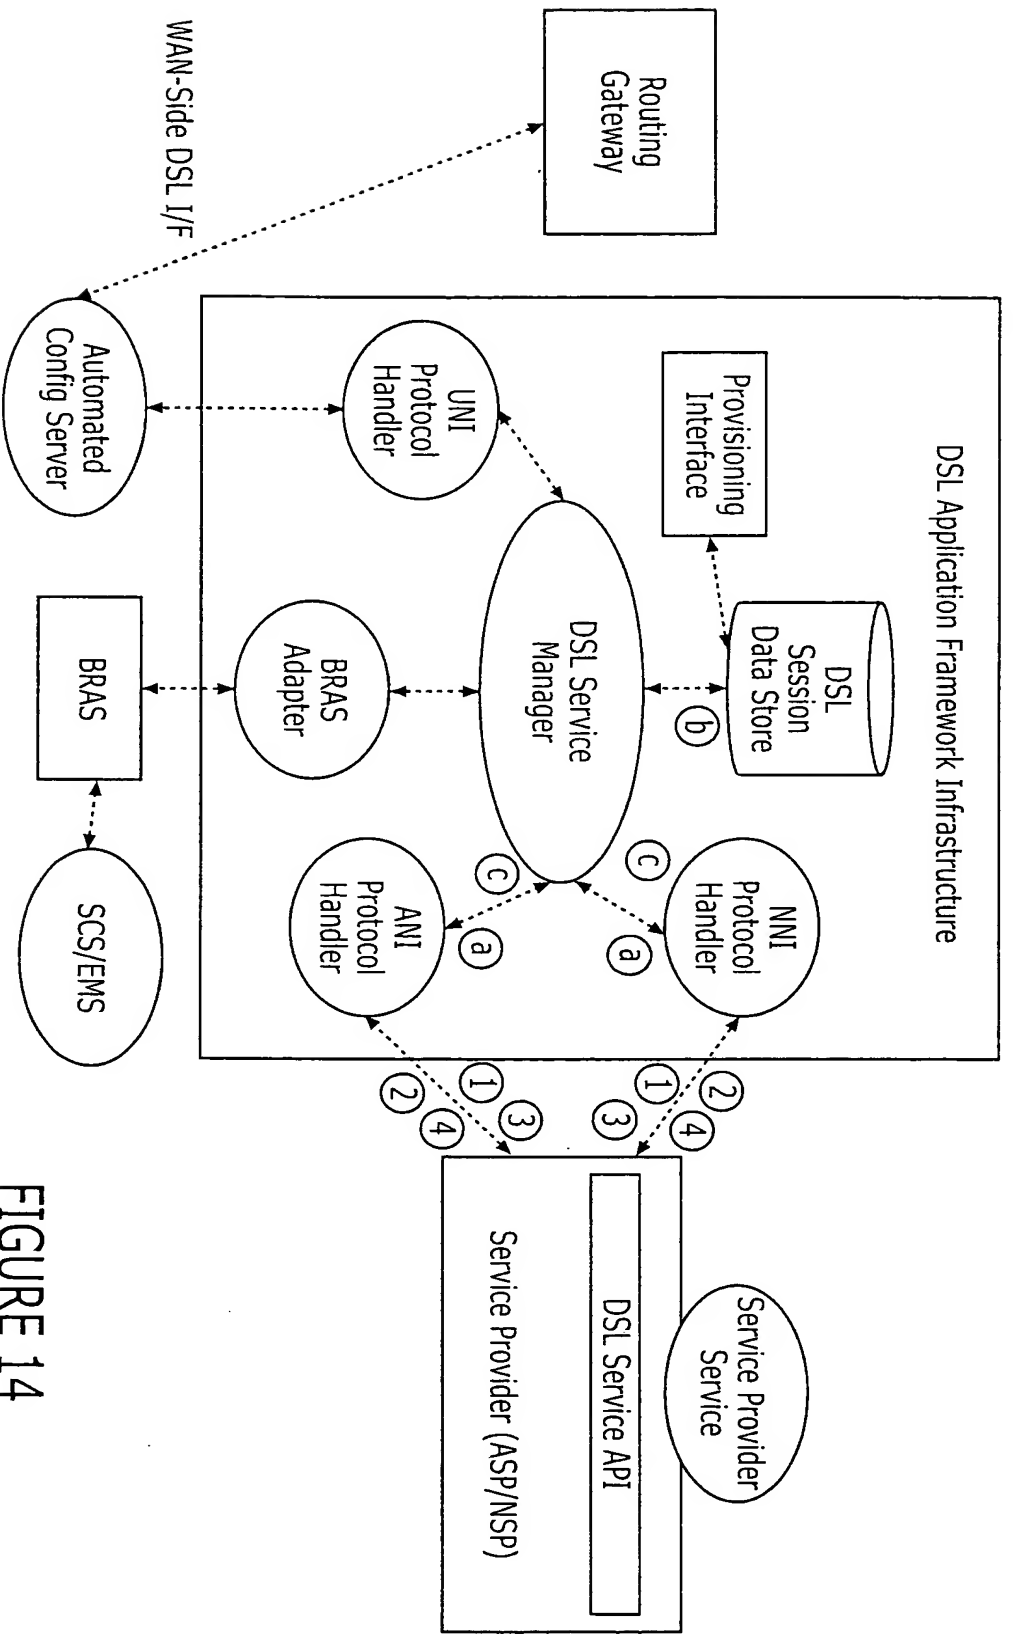 DSL Application Framework Infrastructure
Routing
Gateway
Provisioning
Interface
DSL
Session
Data Store
b
NNI
Protocol
Handler
c
a
2
1
4
3
Service Provider
Service
DSL Service API
Service Provider (ASP/NSP)
DSL Service
Manager
UNI
Protocol
Handler
BRAS
Adapter
c
a
ANI
Protocol
Handler
1
3
2
4
WAN-Side DSL I/F
Automated
Config Server
BRAS
SCS/EMS
FIGURE 14